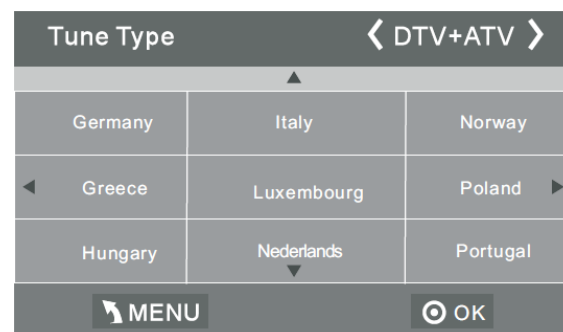 Tune Type DTV+ATV
Germany Italy Norway
Greece Luxembourg Poland
Hungary Nederlands Portugal
MENU OK